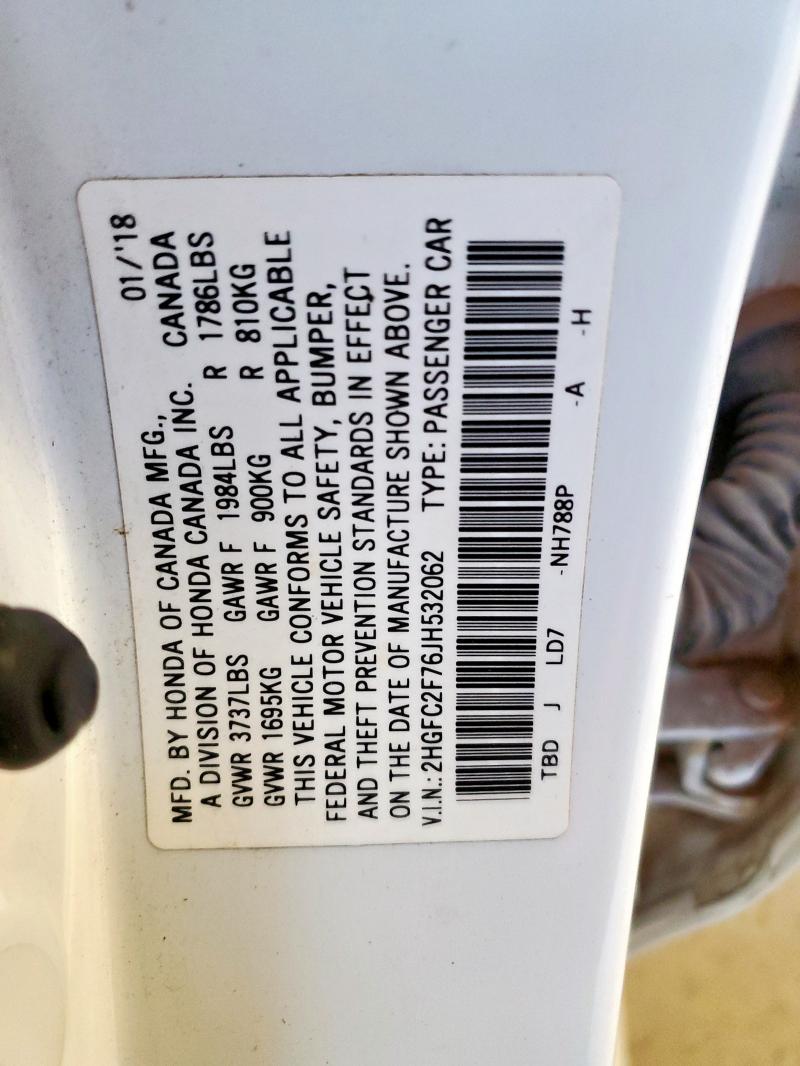 MFD. BY HONDA OF CANADA MFG., 01/'18
A DIVISION OF HONDA CANADA INC. CANADA
GVWR 3737LBS GAWR F 1984LBS R 1786LBS
GVWR 1695KG GAWR F 900KG R 810KG
THIS VEHICLE CONFORMS TO ALL APPLICABLE
FEDERAL MOTOR VEHICLE SAFETY, BUMPER,
AND THEFT PREVENTION STANDARDS IN EFFECT
ON THE DATE OF MANUFACTURE SHOWN ABOVE.
V.I.N.: 2HGFC2F76JH532062 TYPE: PASSENGER CAR
TBD J LD7 -NH788P -A -H